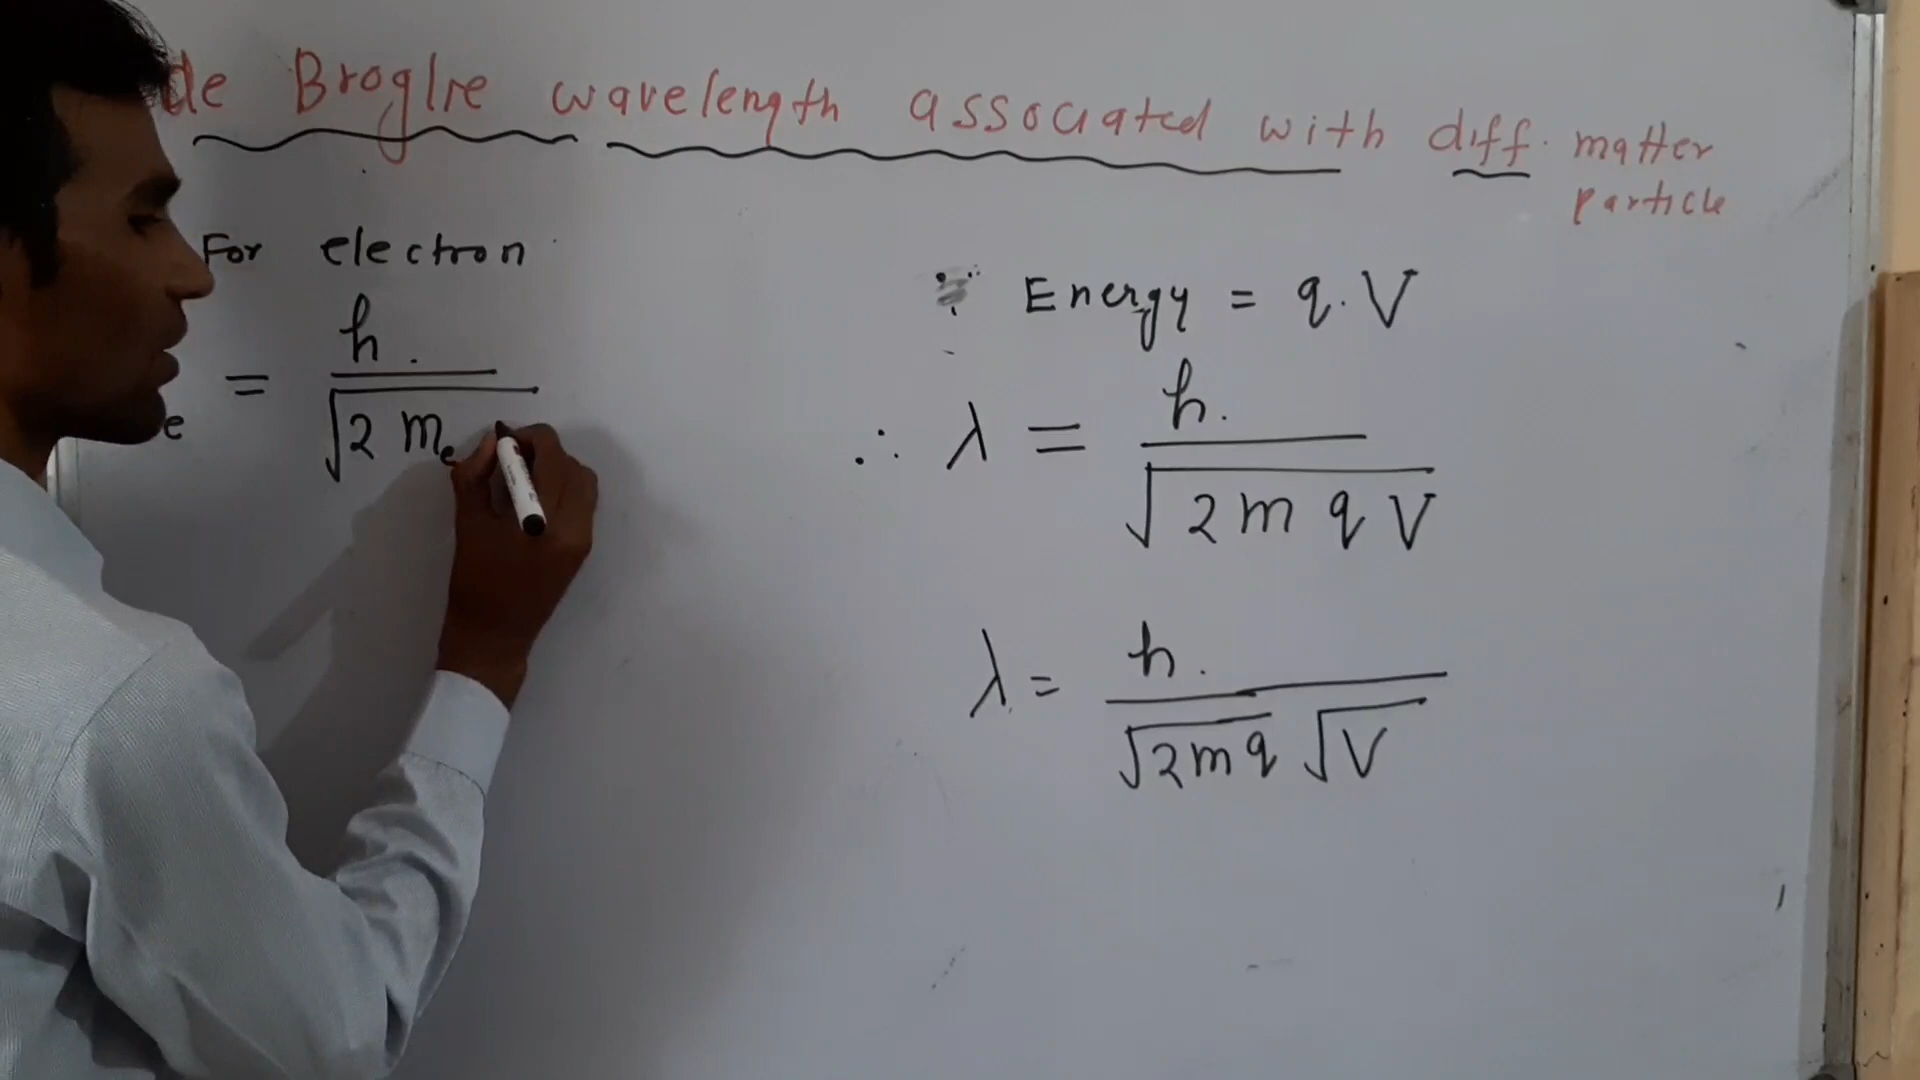 de Broglie wavelength associated with diff. matter
particle
For electron
e = h / √2 mₑ
∵ Energy = q.V
∴ λ = h / √2mqV
λ = h / √2mq √V